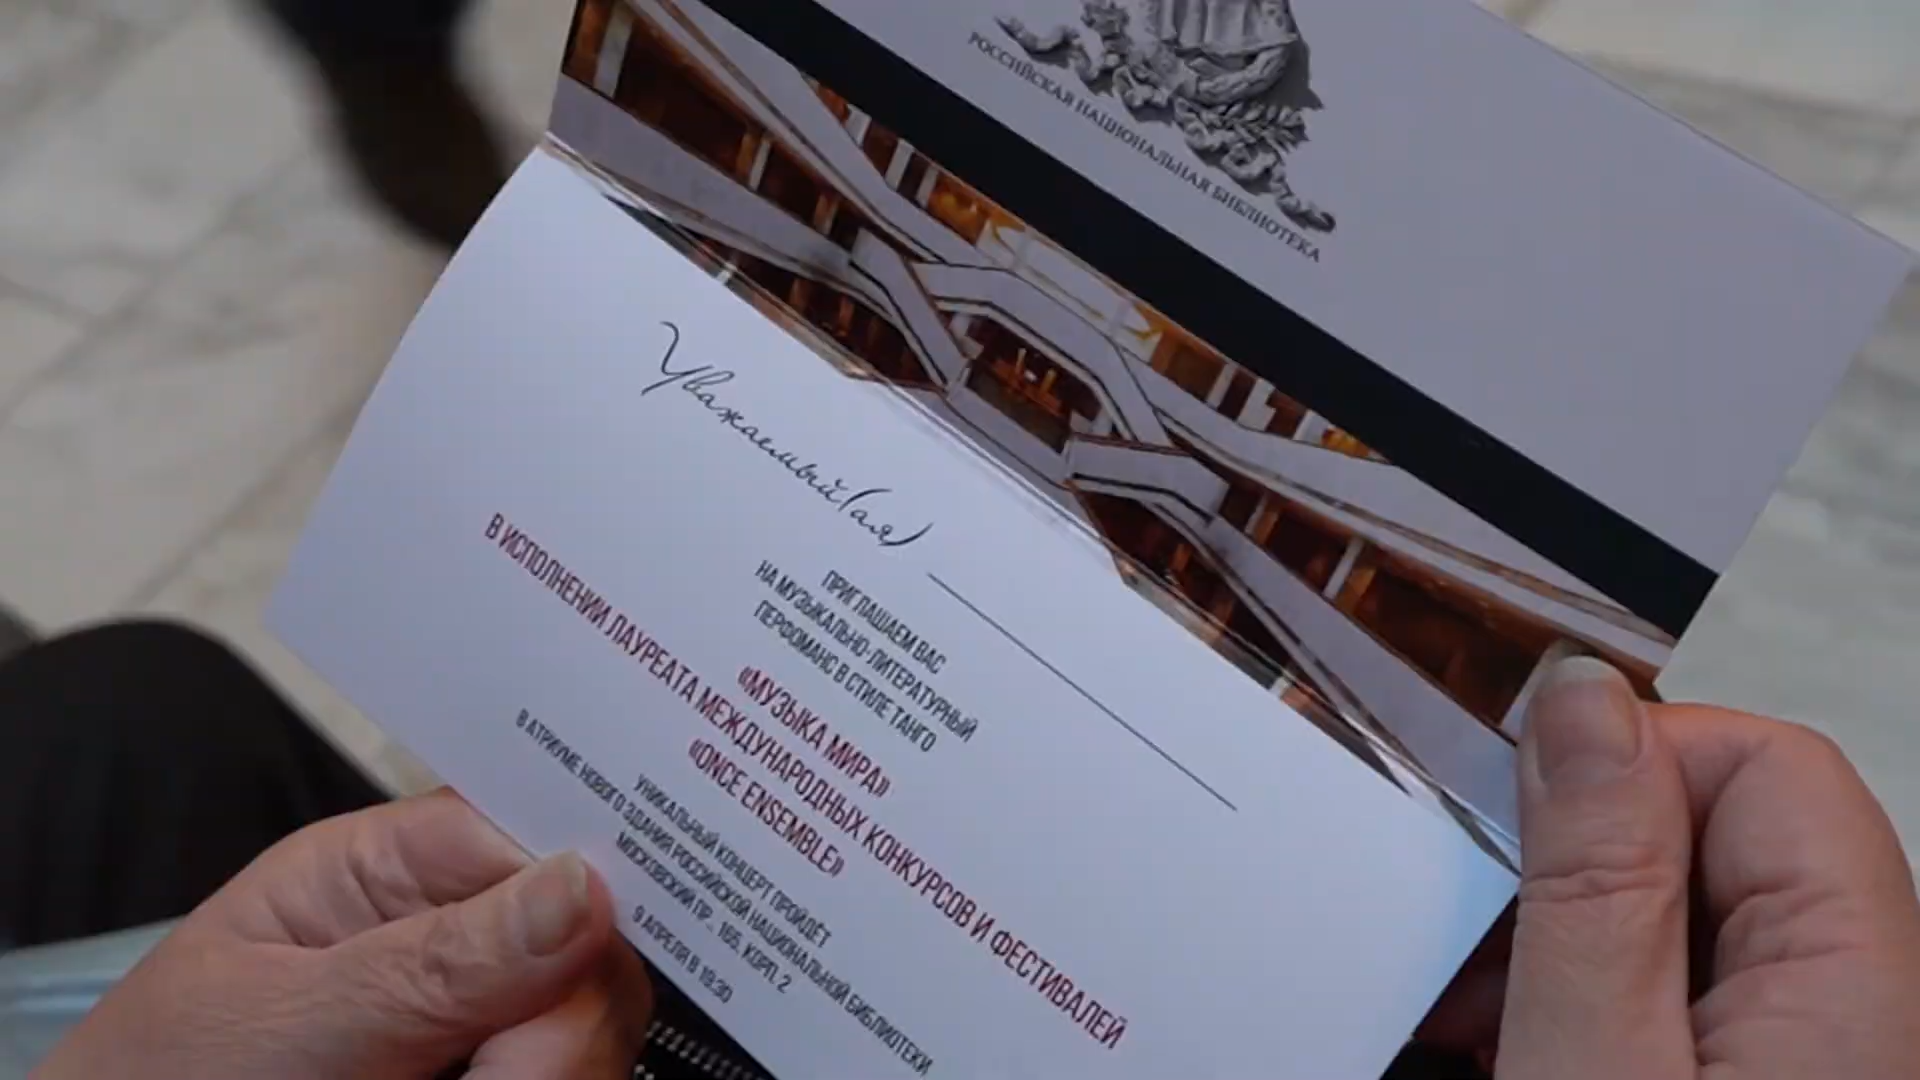 РОССИЙСКАЯ НАЦИОНАЛЬНАЯ БИБЛИОТЕКА
Уважаемый(ая)
ПРИГЛАШАЕМ ВАС
НА МУЗЫКАЛЬНО-ЛИТЕРАТУРНЫЙ
ПЕРФОМАНС В СТИЛЕ ТАНГО
«МУЗЫКА МИРА»
В ИСПОЛНЕНИИ ЛАУРЕАТА МЕЖДУНАРОДНЫХ КОНКУРСОВ И ФЕСТИВАЛЕЙ
«ONCE ENSEMBLE»
УНИКАЛЬНЫЙ КОНЦЕРТ ПРОЙДЁТ
В АТРИУМЕ НОВОГО ЗДАНИЯ РОССИЙСКОЙ НАЦИОНАЛЬНОЙ БИБЛИОТЕКИ
МОСКОВСКИЙ ПР., 165, КОРП. 2
9 АПРЕЛЯ В 19.30